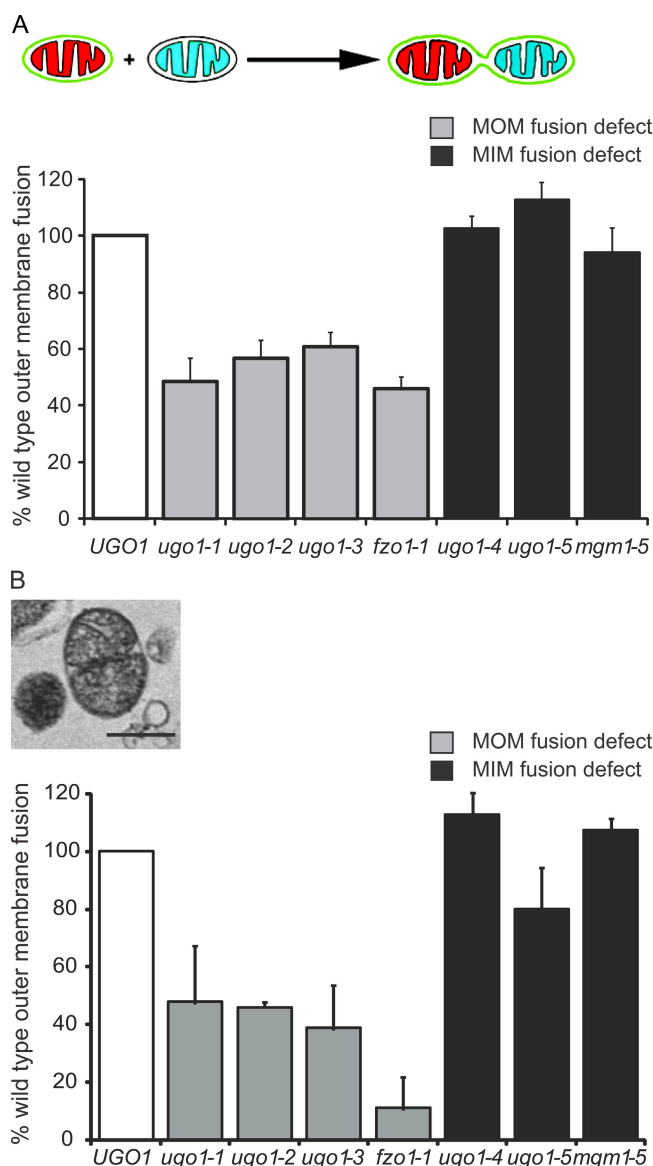 A
+
MOM fusion defect
MIM fusion defect
% wild type outer membrane fusion
120
100
80
60
40
20
0
UGO1 ugo1-1 ugo1-2 ugo1-3 fzo1-1 ugo1-4 ugo1-5 mgm1-5
B
MOM fusion defect
MIM fusion defect
% wild type outer membrane fusion
120
100
80
60
40
20
0
UGO1 ugo1-1 ugo1-2 ugo1-3 fzo1-1 ugo1-4 ugo1-5 mgm1-5